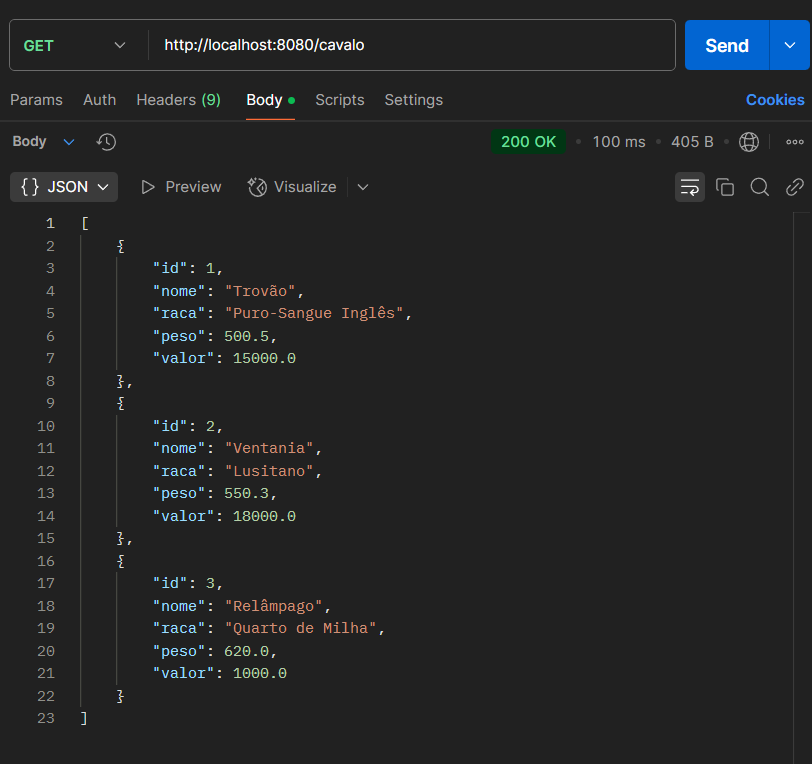 GET http://localhost:8080/cavalo Send
Params Auth Headers (9) Body Scripts Settings Cookies
Body 200 OK • 100 ms • 405 B •
{} JSON Preview Visualize
1 [
2 {
3 "id": 1,
4 "nome": "Trovão",
5 "raca": "Puro-Sangue Inglês",
6 "peso": 500.5,
7 "valor": 15000.0
8 },
9 {
10 "id": 2,
11 "nome": "Ventania",
12 "raca": "Lusitano",
13 "peso": 550.3,
14 "valor": 18000.0
15 },
16 {
17 "id": 3,
18 "nome": "Relâmpago",
19 "raca": "Quarto de Milha",
20 "peso": 620.0,
21 "valor": 1000.0
22 }
23 ]